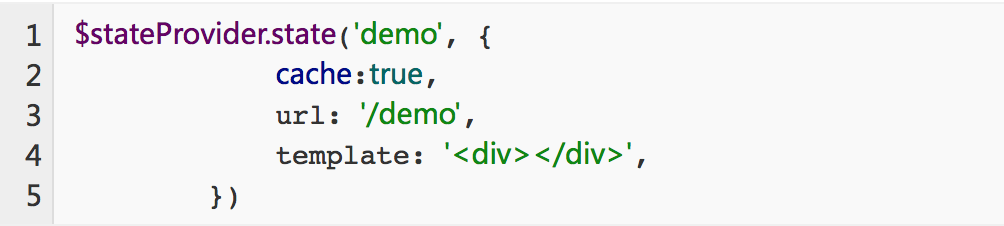 1 $stateProvider.state('demo', {
2 cache:true,
3 url: '/demo',
4 template: '<div></div>',
5 })